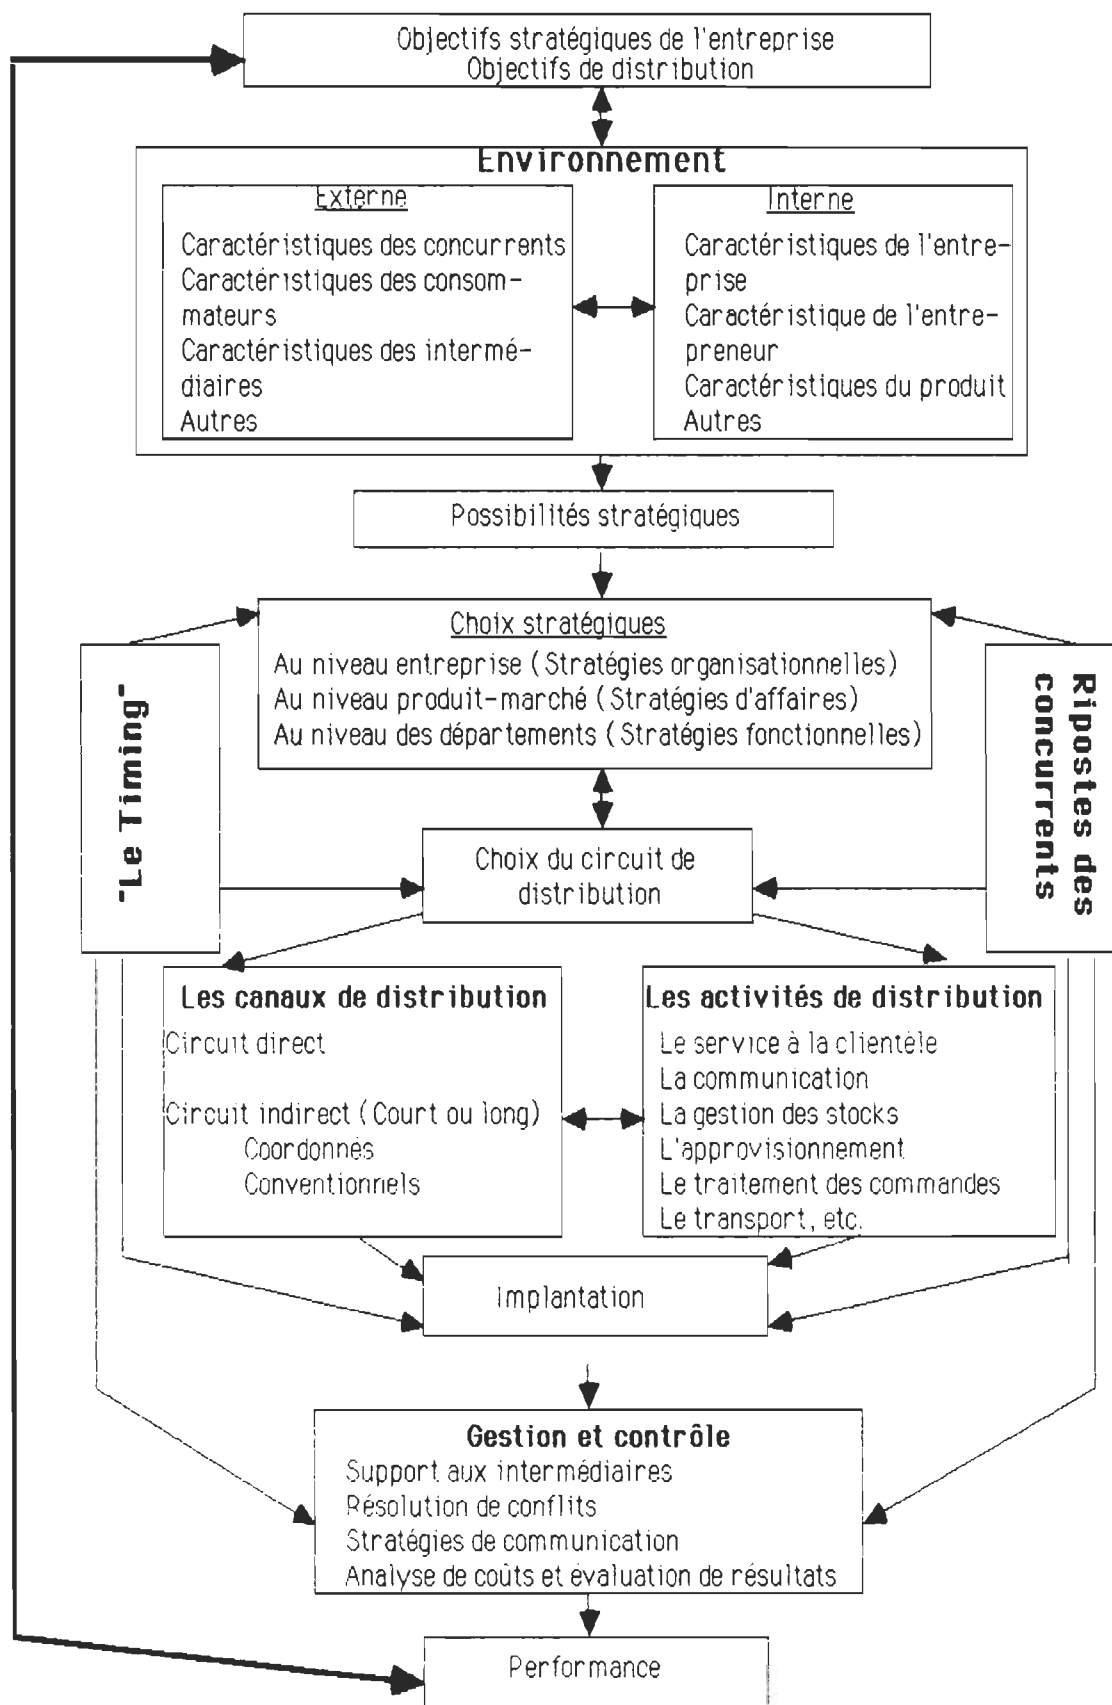 Objectifs stratégiques de l'entreprise
Objectifs de distribution
Environnement
Externe
Caractéristiques des concurrents
Caractéristiques des consom-
mateurs
Caractéristiques des intermé-
diaires
Autres
Interne
Caractéristiques de l'entre-
prise
Caractéristique de l'entre-
preneur
Caractéristiques du produit
Autres
Possibilités stratégiques
Choix stratégiques
Au niveau entreprise (Stratégies organisationnelles)
Au niveau produit-marché (Stratégies d'affaires)
Au niveau des départements (Stratégies fonctionnelles)
"Le Timing"
Ripostes des
concurrents
Choix du circuit de
distribution
Les canaux de distribution
Circuit direct
Circuit indirect (Court ou long)
Coordonnés
Conventionnels
Les activités de distribution
Le service à la clientèle
La communication
La gestion des stocks
L'approvisionnement
Le traitement des commandes
Le transport, etc.
Implantation
Gestion et contrôle
Support aux intermédiaires
Résolution de conflits
Stratégies de communication
Analyse de coûts et évaluation de résultats
Performance